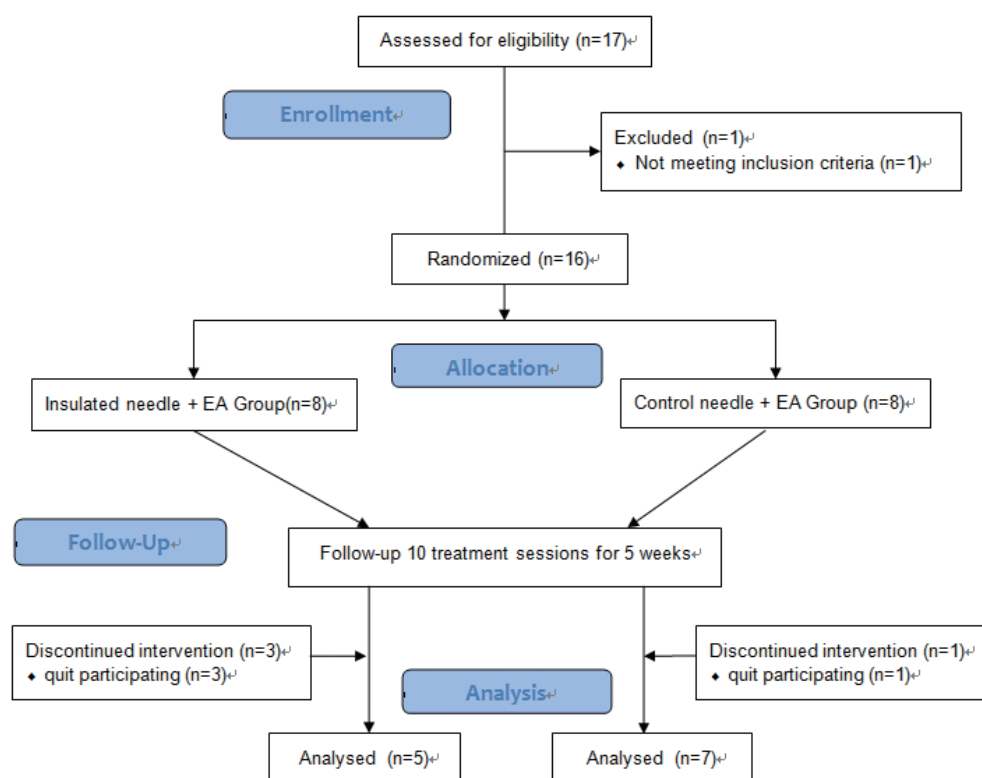 Assessed for eligibility (n=17)↵
Enrollment↵
Excluded (n=1)↵
⬥ Not meeting inclusion criteria (n=1)↵
Randomized (n=16)↵
Allocation↵
Insulated needle + EA Group(n=8)↵
Control needle + EA Group (n=8)↵
Follow-Up↵
Follow-up 10 treatment sessions for 5 weeks↵
Discontinued intervention (n=3)↵
⬥ quit participating (n=3)↵
Discontinued intervention (n=1)↵
⬥ quit participating (n=1)↵
Analysis↵
Analysed (n=5)↵
Analysed (n=7)↵